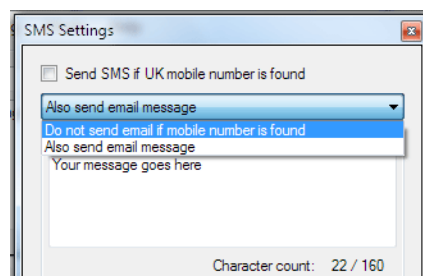 SMS Settings
Send SMS if UK mobile number is found
Also send email message
Do not send email if mobile number is found
Also send email message
Your message goes here
Character count: 22 / 160